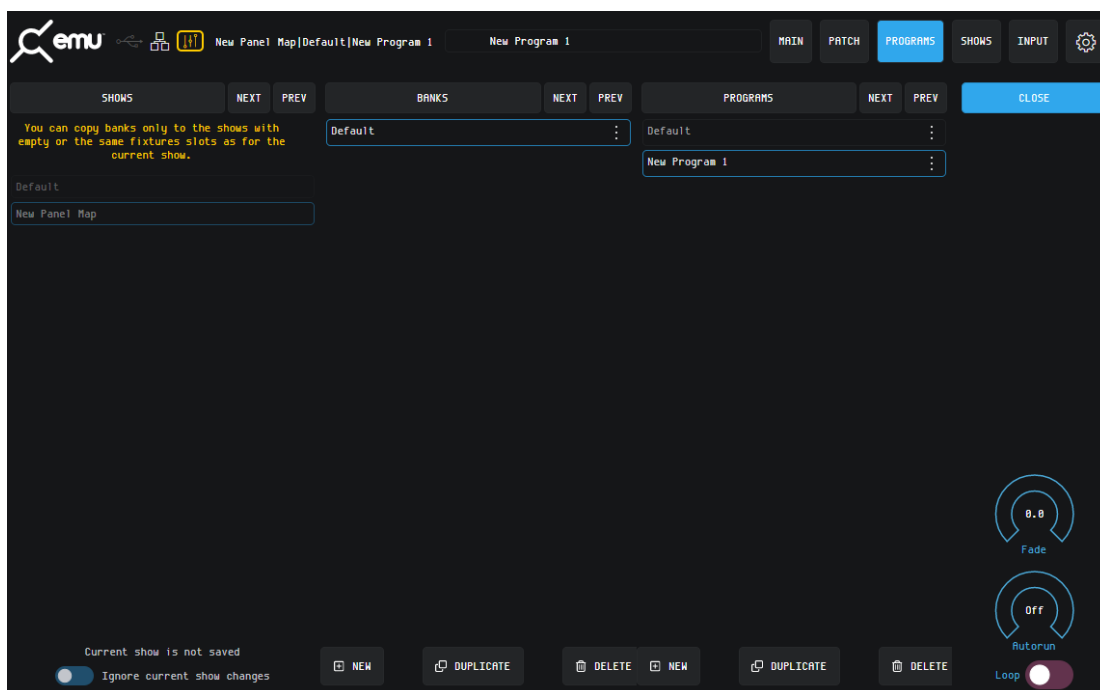 emu
New Panel Map|Default|New Program 1
New Program 1
MAIN
PATCH
PROGRAMS
SHOWS
INPUT
SHOWS
NEXT
PREV
BANKS
NEXT
PREV
PROGRAMS
NEXT
PREV
CLOSE
You can copy banks only to the shows with
empty or the same fixtures slots as for the
current show.
Default
New Panel Map
Default
Default
New Program 1
0.0
Fade
Off
Autorun
Loop
Current show is not saved
Ignore current show changes
NEW
DUPLICATE
DELETE
NEW
DUPLICATE
DELETE